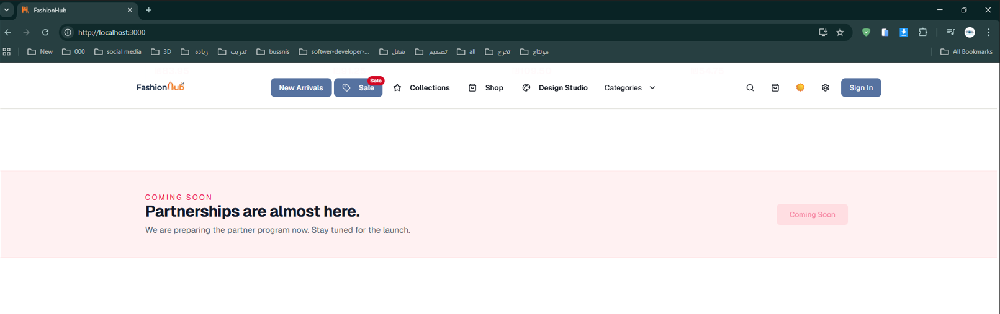 FashionHub
http://localhost:3000
New
000
social media
3D
ريادة
تدريب
bussnis
softwer-developer-...
شغل
تصميم
all
تخرج
مونتاج
All Bookmarks
FashionHub
New Arrivals
Sale
Sale
Collections
Shop
Design Studio
Categories
Sign In
COMING SOON
Partnerships are almost here.
We are preparing the partner program now. Stay tuned for the launch.
Coming Soon